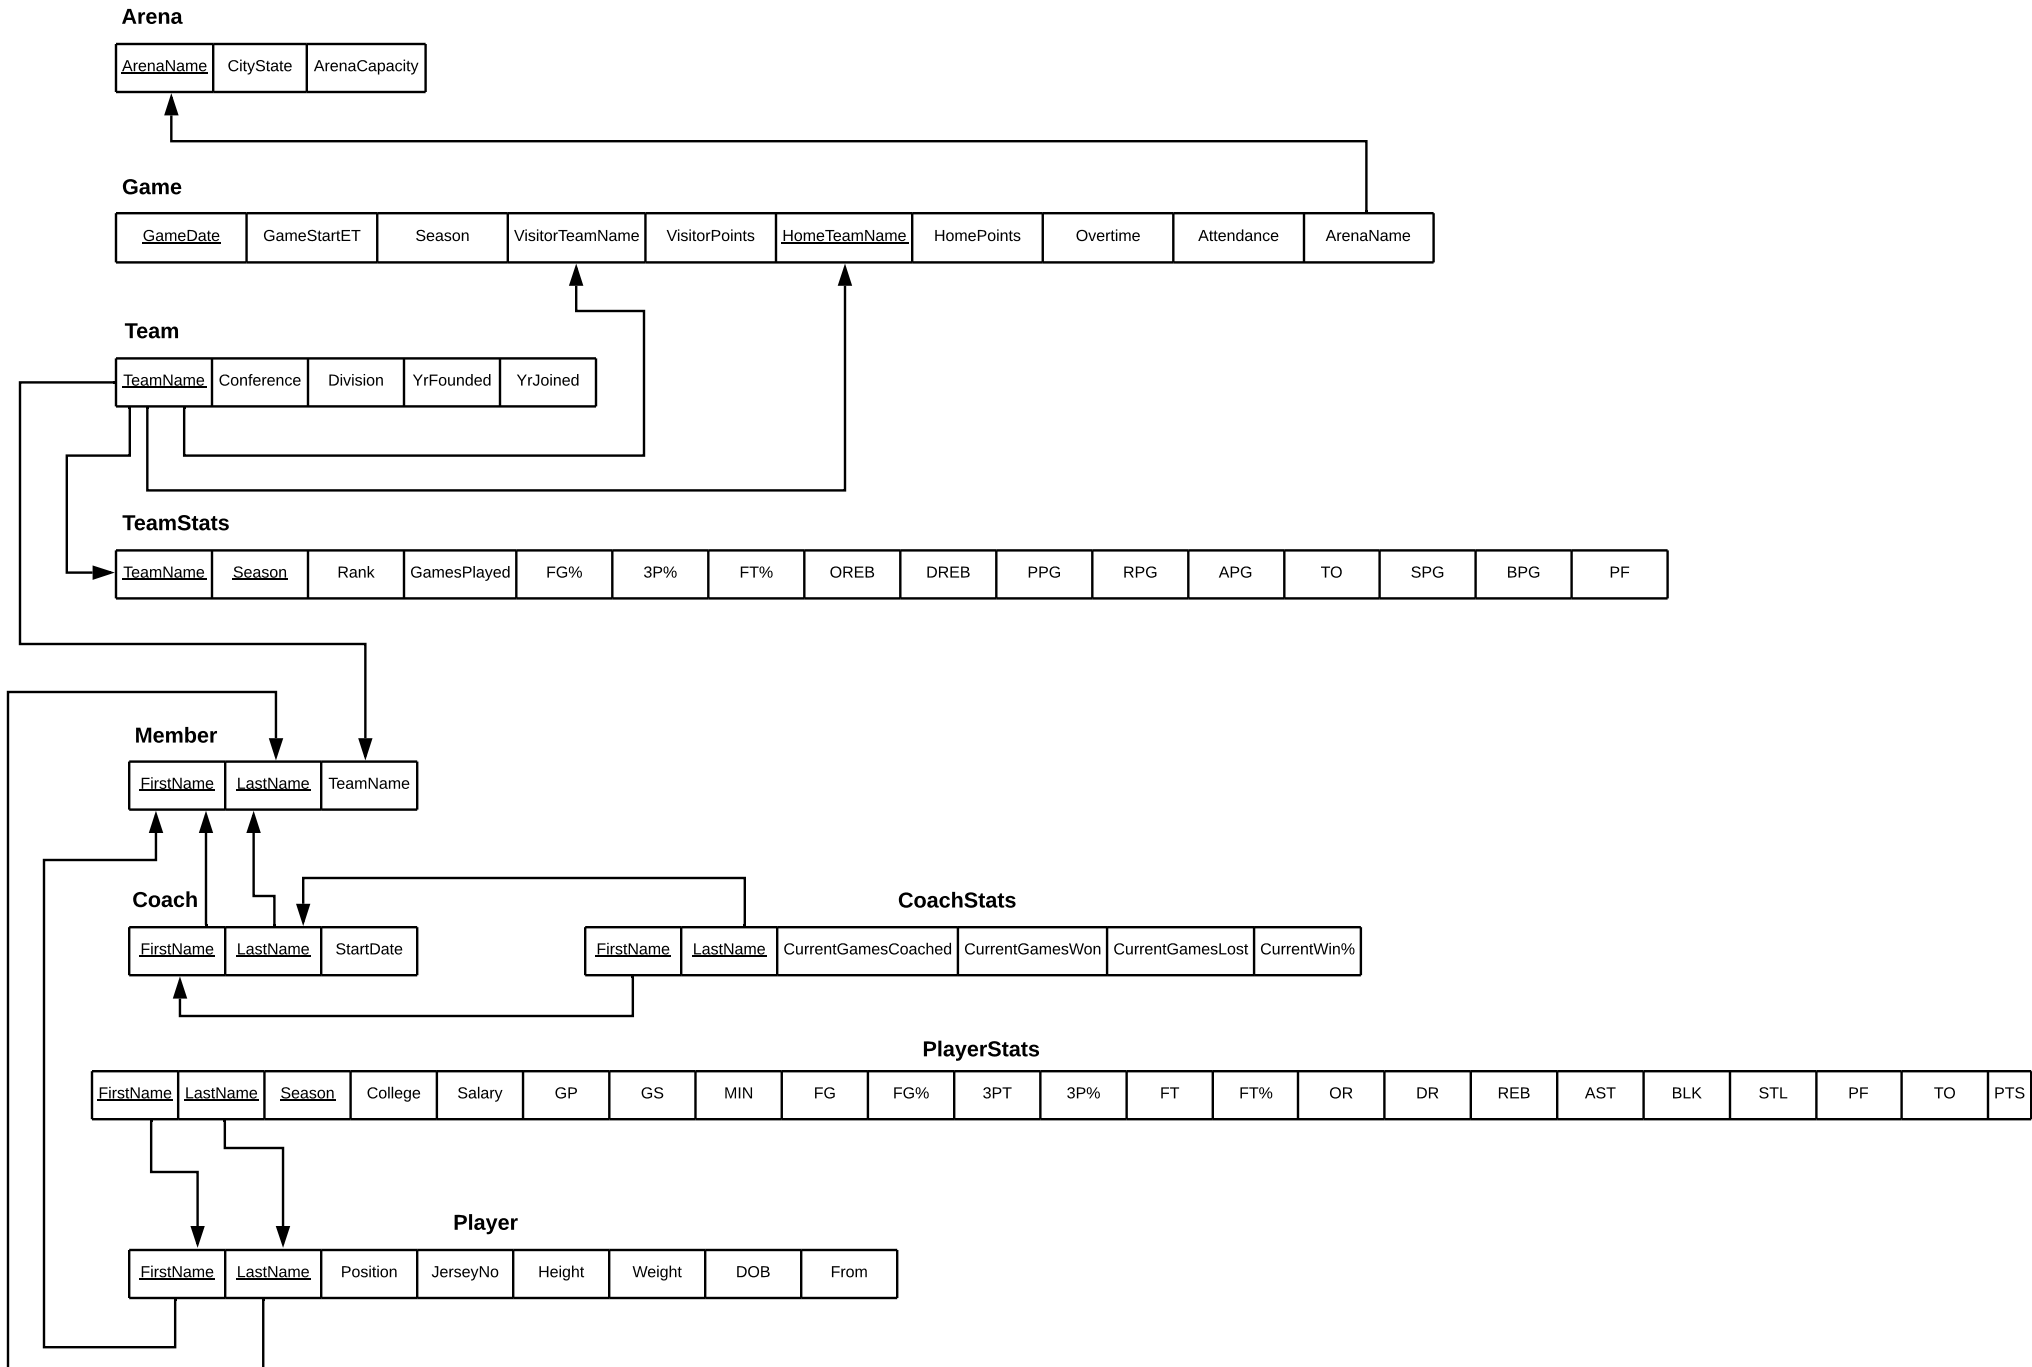 Arena
ArenaName CityState ArenaCapacity
Game
GameDate GameStartET Season VisitorTeamName VisitorPoints HomeTeamName HomePoints Overtime Attendance ArenaName
Team
TeamName Conference Division YrFounded YrJoined
TeamStats
TeamName Season Rank GamesPlayed FG% 3P% FT% OREB DREB PPG RPG APG TO SPG BPG PF
Member
FirstName LastName TeamName
Coach CoachStats
FirstName LastName StartDate FirstName LastName CurrentGamesCoached CurrentGamesWon CurrentGamesLost CurrentWin%
PlayerStats
FirstName LastName Season College Salary GP GS MIN FG FG% 3PT 3P% FT FT% OR DR REB AST BLK STL PF TO PTS
Player
FirstName LastName Position JerseyNo Height Weight DOB From